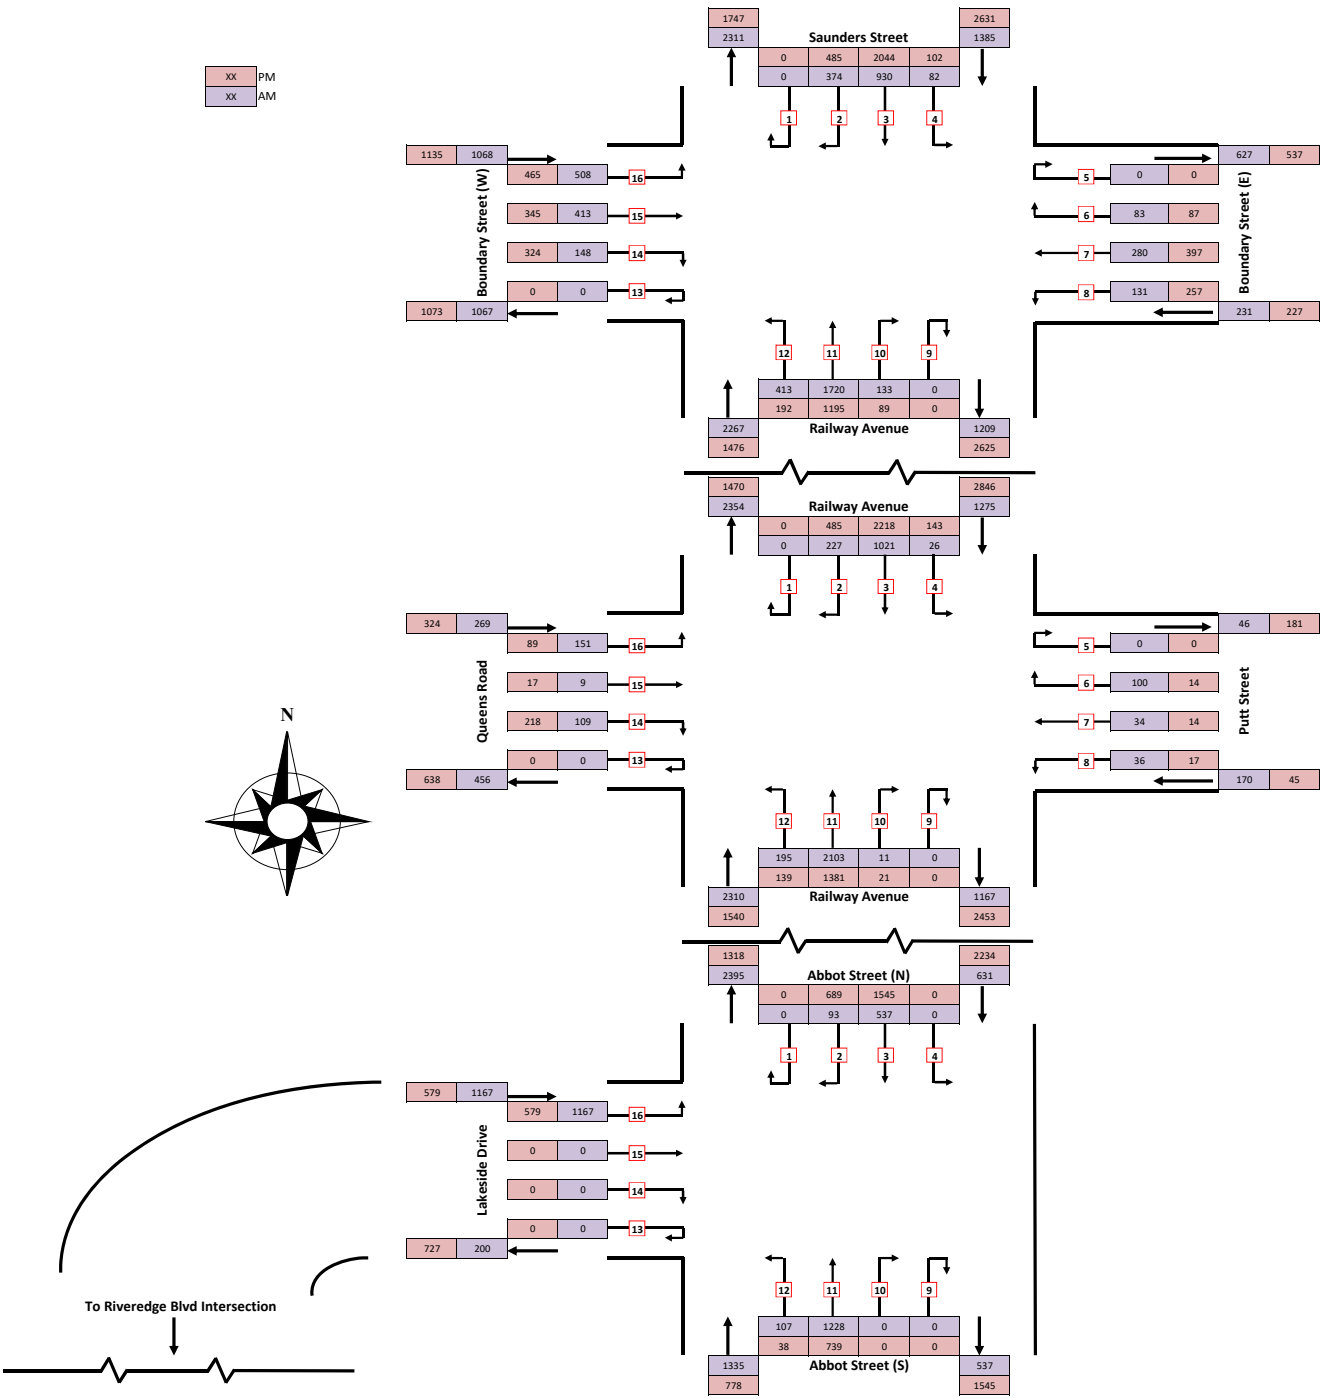 1747 2631
2311 Saunders Street 1385
XX PM
XX AM
0 485 2044 102
0 374 930 82
1 2 3 4
1135 1068
465 508 16
345 413 15
324 148 14
0 0 13
1073 1067
Boundary Street (W)
627 537
5 0 0
6 83 87
7 280 397
8 131 257
231 227
Boundary Street (E)
12 11 10 9
413 1720 133 0
192 1195 89 0
2267 Railway Avenue 1209
1476 2625
1470 2846
2354 Railway Avenue 1275
0 485 2218 143
0 227 1021 26
1 2 3 4
324 269
89 151 16
17 9 15
218 109 14
0 0 13
638 456
Queens Road
46 181
5 0 0
6 100 14
7 34 14
8 36 17
170 45
Putt Street
N
12 11 10 9
195 2103 11 0
139 1381 21 0
2310 Railway Avenue 1167
1540 2453
1318 2234
2395 Abbot Street (N) 631
0 689 1545 0
0 93 537 0
1 2 3 4
579 1167
579 1167 16
0 0 15
0 0 14
0 0 13
727 200
Lakeside Drive
To Riveredge Blvd Intersection
12 11 10 9
107 1228 0 0
38 739 0 0
1335 Abbot Street (S) 537
778 1545